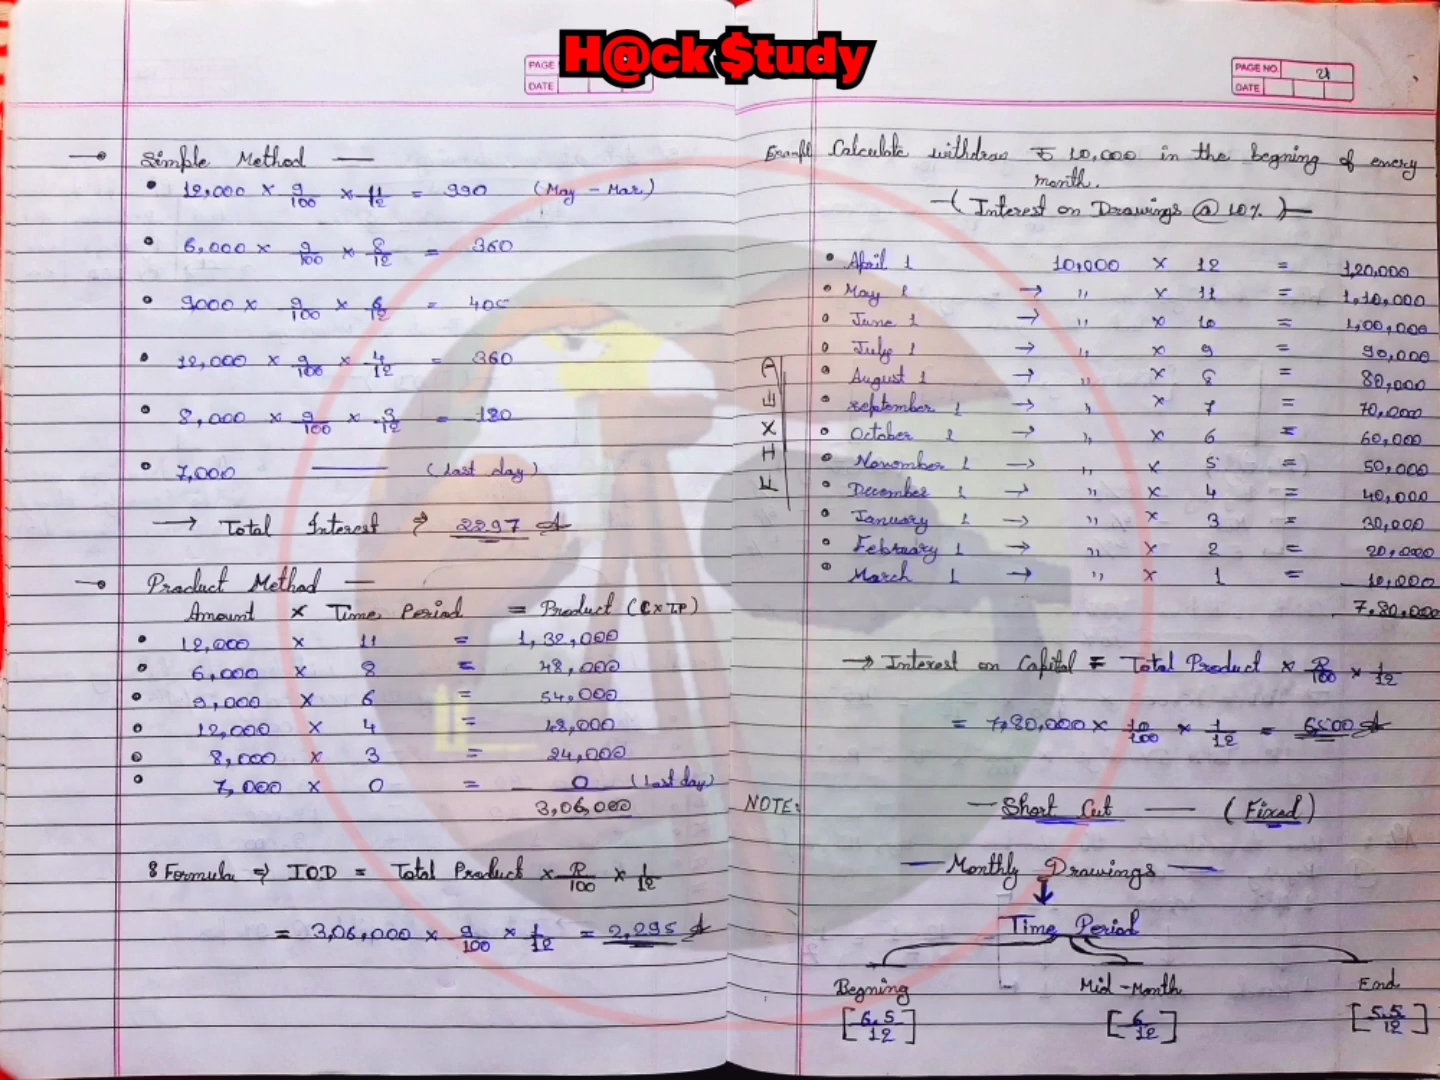 H@ck $tudy
PAGE
DATE
Simple Method —
• 12,000 × 9/100 × 11/12 = 990 (May - Mar)
• 6,000 × 9/100 × 8/12 = 360
• 9000 × 9/100 × 6/12 = 405
• 12,000 × 9/100 × 4/12 = 360
• 8,000 × 9/100 × 3/12 = 180
• 7,000 —— (last day)
→ Total Interest ⇒ 2297
Product Method —
Amount × Time Period = Product (C×T.P)
• 12,000 × 11 = 1,32,000
• 6,000 × 8 = 48,000
• 9,000 × 6 = 54,000
• 12,000 × 4 = 48,000
• 8,000 × 3 = 24,000
• 7,000 × 0 = 0 (last day)
3,06,000
Formula ⇒ IOD = Total Product × R/100 × 1/12
= 3,06,000 × 9/100 × 1/12 = 2,295
PAGE NO. 21
DATE
Example Calculate withdraw ₹ 10,000 in the begning of every
month.
—( Interest on Drawings @ 10% )—
• April 1 10,000 × 12 = 1,20,000
• May 1 → ,, × 11 = 1,10,000
• June 1 → ,, × 10 = 1,00,000
• July 1 → ,, × 9 = 90,000
• August 1 → ,, × 8 = 80,000
• September 1 → ,, × 7 = 70,000
• October 1 → ,, × 6 = 60,000
• November 1 → ,, × 5 = 50,000
• December 1 → ,, × 4 = 40,000
• January 1 → ,, × 3 = 30,000
• February 1 → ,, × 2 = 20,000
• March 1 → ,, × 1 = 10,000
7,80,000
→ Interest on Capital = Total Product × R/100 × 1/12
= 7,80,000 × 10/100 × 1/12 = 6500
NOTE: — Short Cut —— (Fixed)
— Monthly Drawings —
Time Period
Begning Mid-Month End
[6.5/12] [6/12] [5.5/12]